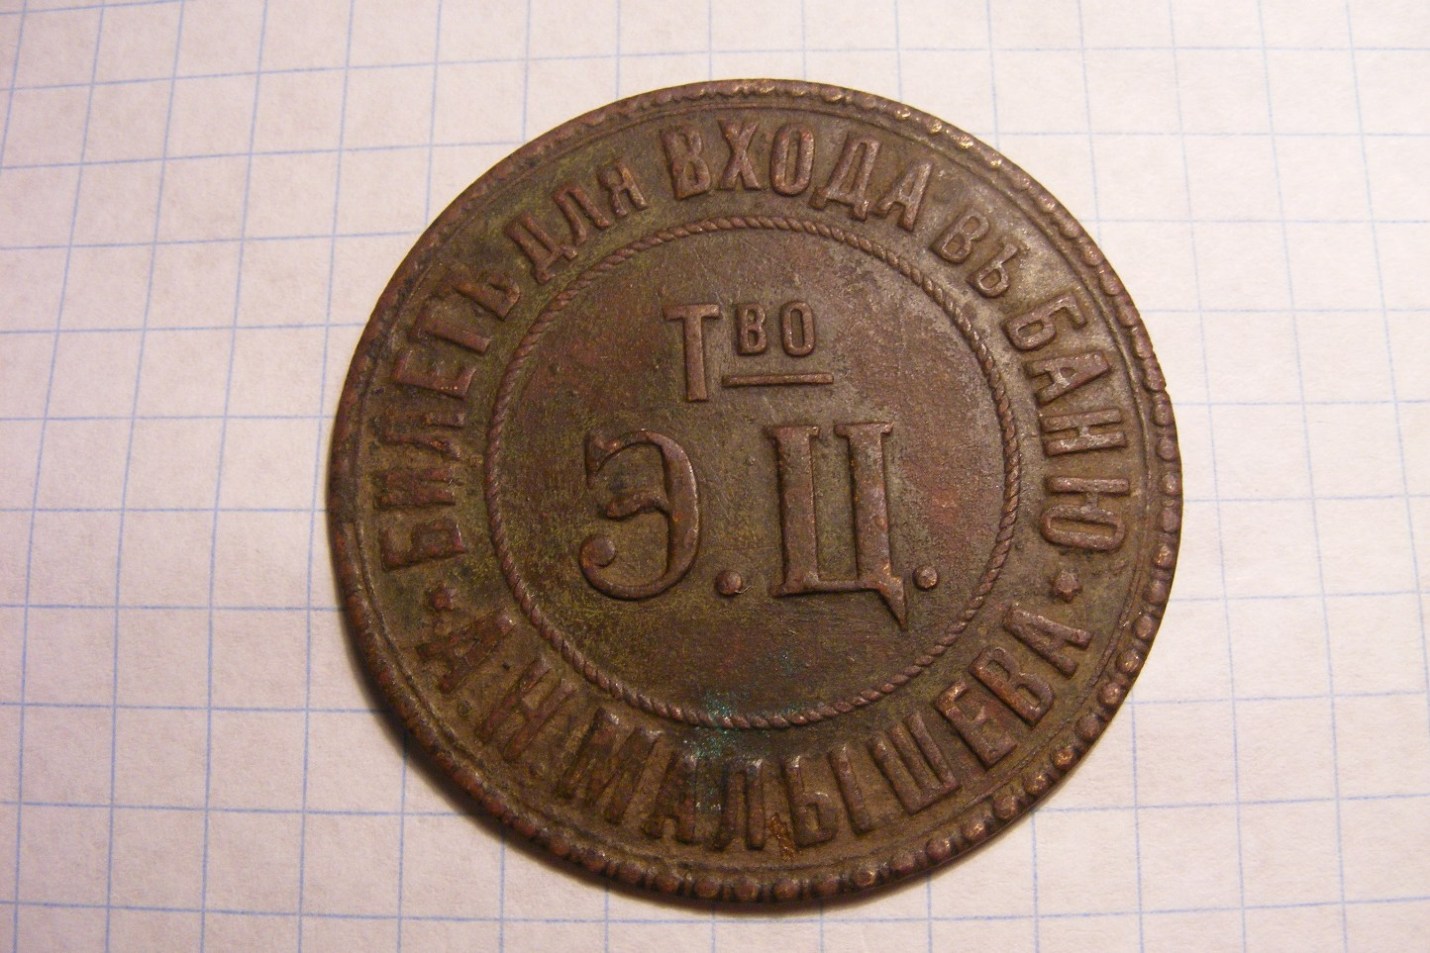 БИЛЕТЪ ДЛЯ ВХОДА ВЪ БАНЮ
Тво
Э.Ц.
А.Н. МАЛЫШЕВА